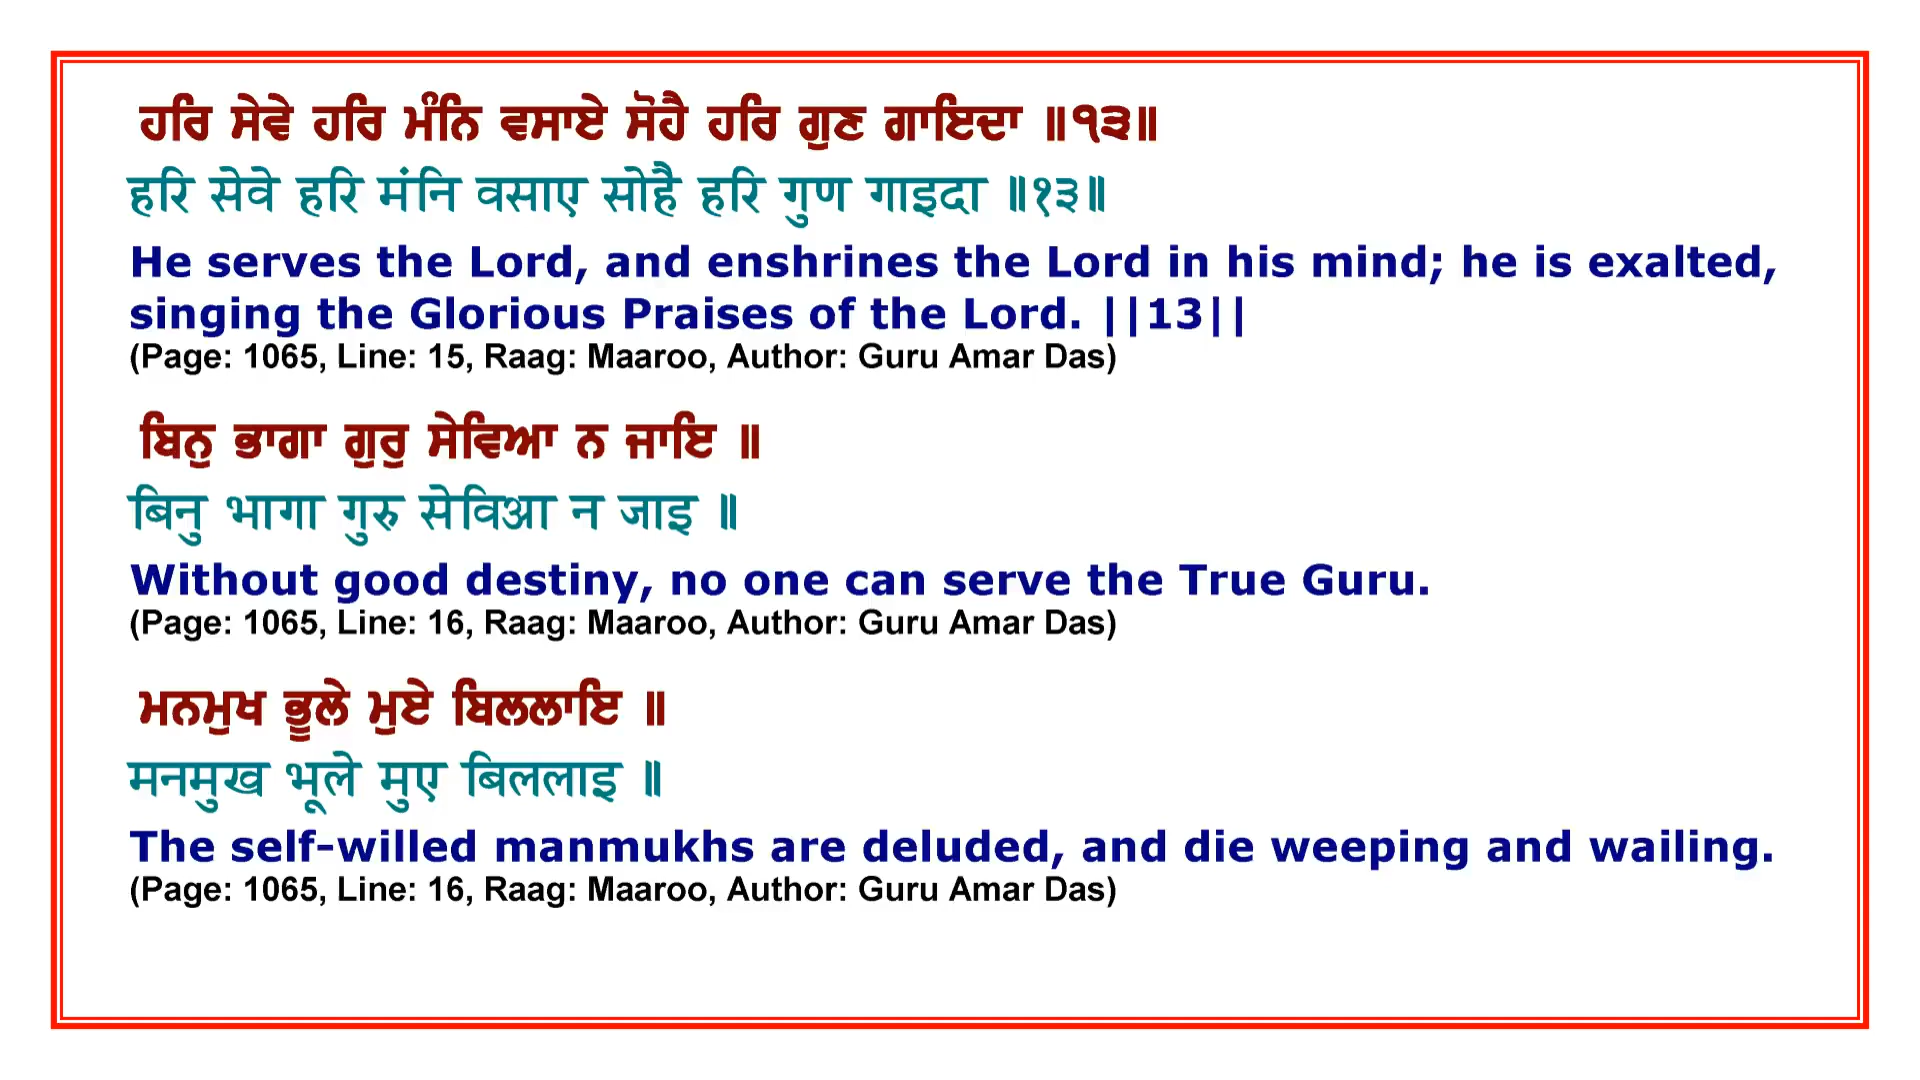 ਹਰਿ ਸੇਵੇ ਹਰਿ ਮੰਨਿ ਵਸਾਏ ਸੋਹੈ ਹਰਿ ਗੁਣ ਗਾਇਦਾ ॥੧੩॥
हरि सेवे हरि मंनि वसाए सोहै हरि गुण गाइदा ॥१३॥
He serves the Lord, and enshrines the Lord in his mind; he is exalted,
singing the Glorious Praises of the Lord. ||13||
(Page: 1065, Line: 15, Raag: Maaroo, Author: Guru Amar Das)
ਬਿਨੁ ਭਾਗਾ ਗੁਰੁ ਸੇਵਿਆ ਨ ਜਾਇ ॥
बिनु भागा गुरु सेविआ न जाइ ॥
Without good destiny, no one can serve the True Guru.
(Page: 1065, Line: 16, Raag: Maaroo, Author: Guru Amar Das)
ਮਨਮੁਖ ਭੂਲੇ ਮੁਏ ਬਿਲਲਾਇ ॥
मनमुख भूले मुए बिललाइ ॥
The self-willed manmukhs are deluded, and die weeping and wailing.
(Page: 1065, Line: 16, Raag: Maaroo, Author: Guru Amar Das)